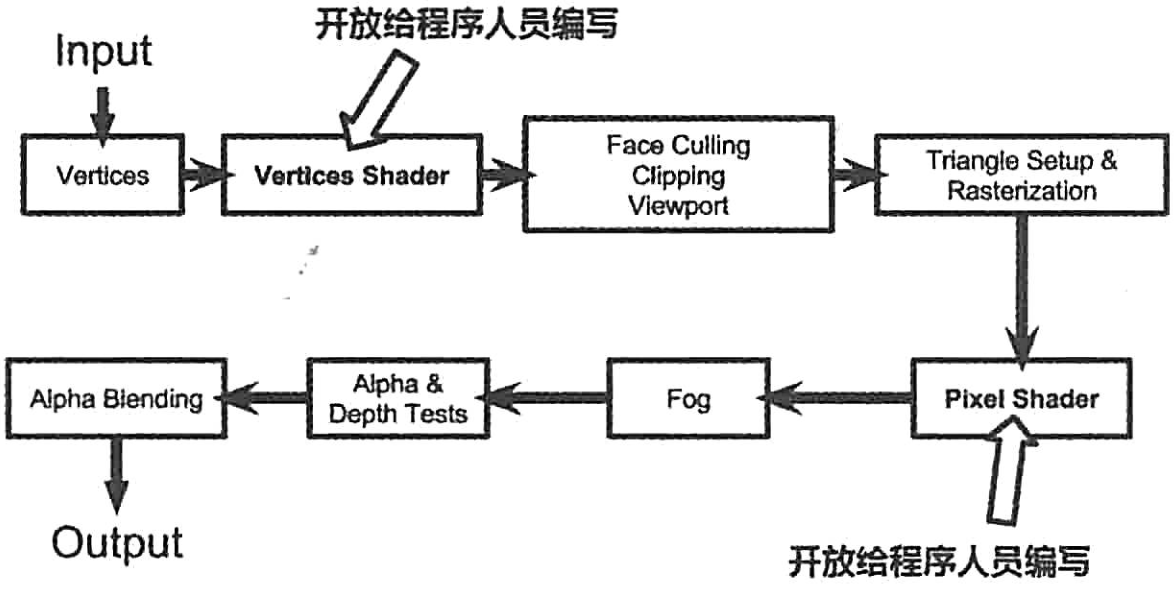 开放给程序人员编写
Input
Vertices
Vertices Shader
Face Culling
Clipping
Viewport
Triangle Setup &
Rasterization
Pixel Shader
Fog
Alpha &
Depth Tests
Alpha Blending
Output
开放给程序人员编写